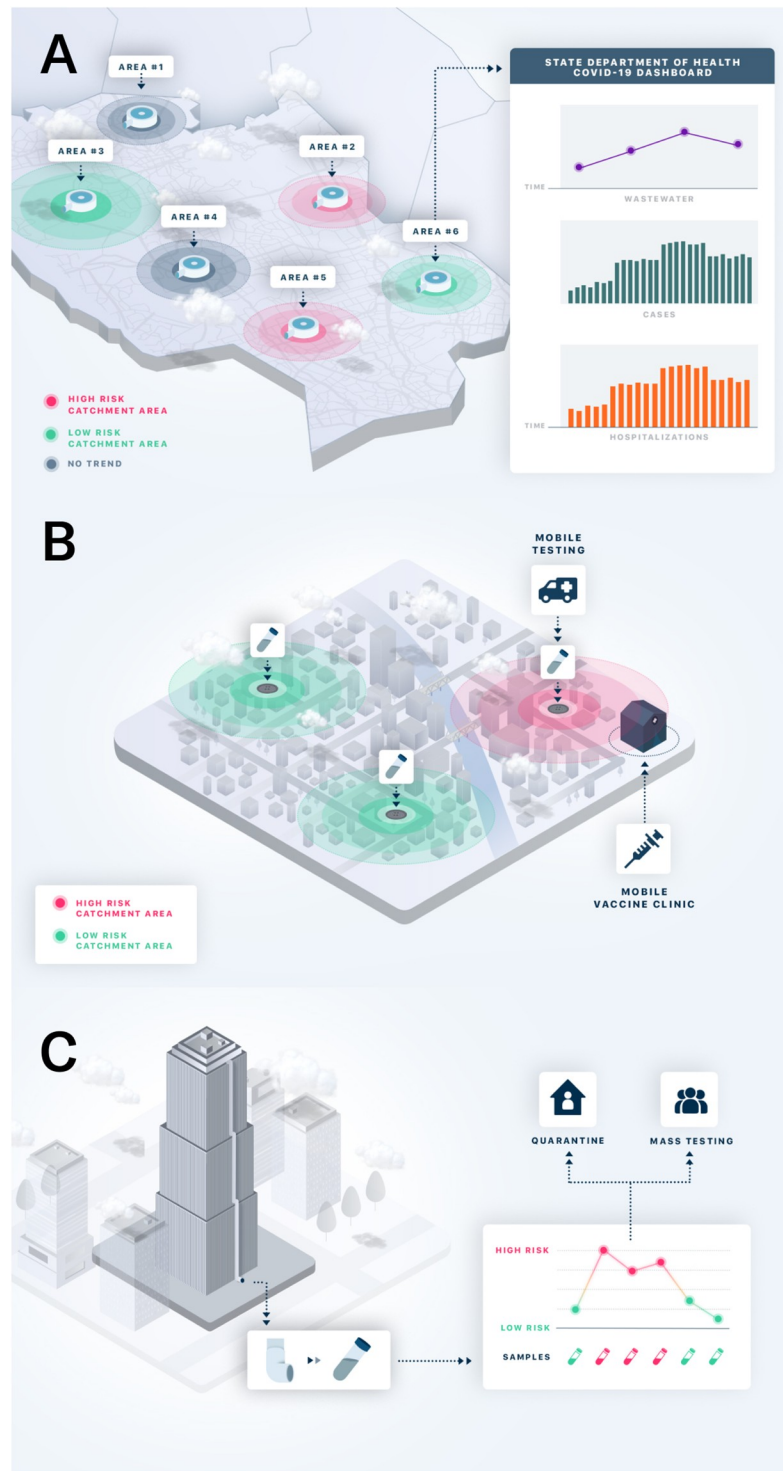 A
AREA #1
STATE DEPARTMENT OF HEALTH
COVID-19 DASHBOARD
AREA #3
AREA #2
AREA #4
AREA #6
AREA #5
TIME
WASTEWATER
CASES
TIME
HOSPITALIZATIONS
HIGH RISK
CATCHMENT AREA
LOW RISK
CATCHMENT AREA
NO TREND
B
MOBILE
TESTING
MOBILE
VACCINE CLINIC
HIGH RISK
CATCHMENT AREA
LOW RISK
CATCHMENT AREA
C
QUARANTINE
MASS TESTING
HIGH RISK
LOW RISK
SAMPLES